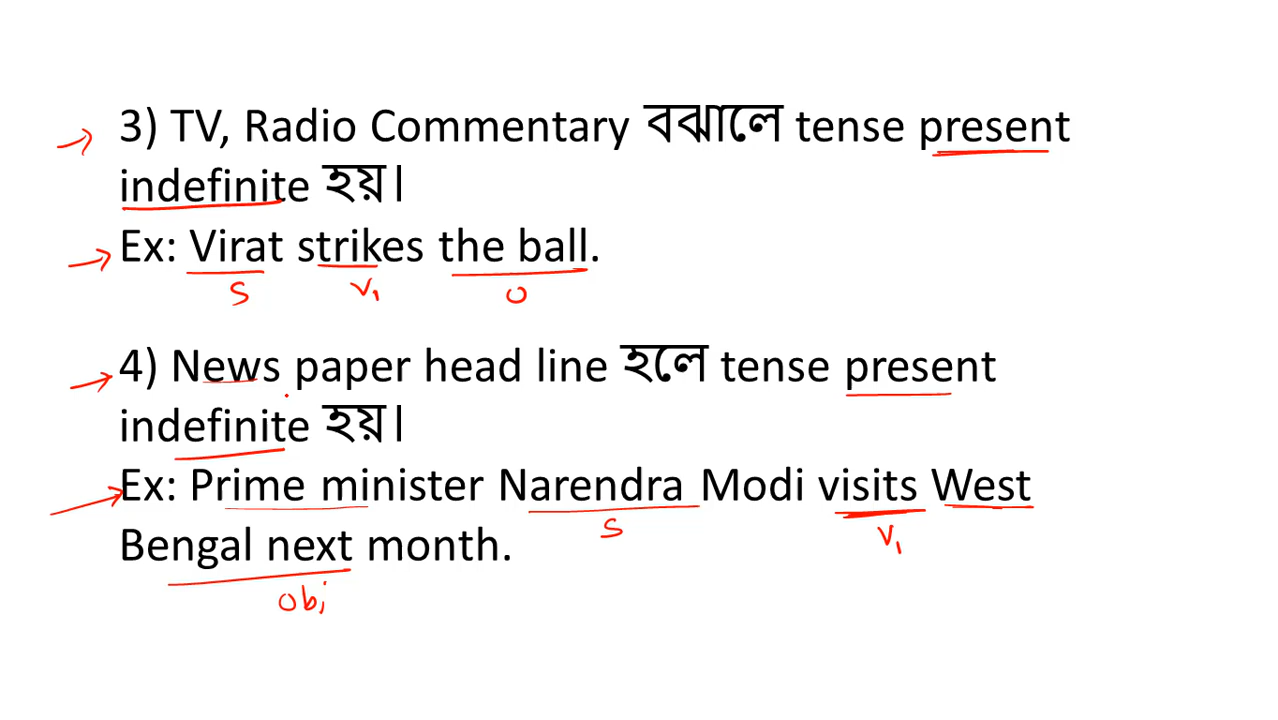 3) TV, Radio Commentary বঝালে tense present
indefinite হয়।
Ex: Virat strikes the ball.
S V₁ O
4) News paper head line হলে tense present
indefinite হয়।
Ex: Prime minister Narendra Modi visits West
S V₁
Bengal next month.
obj